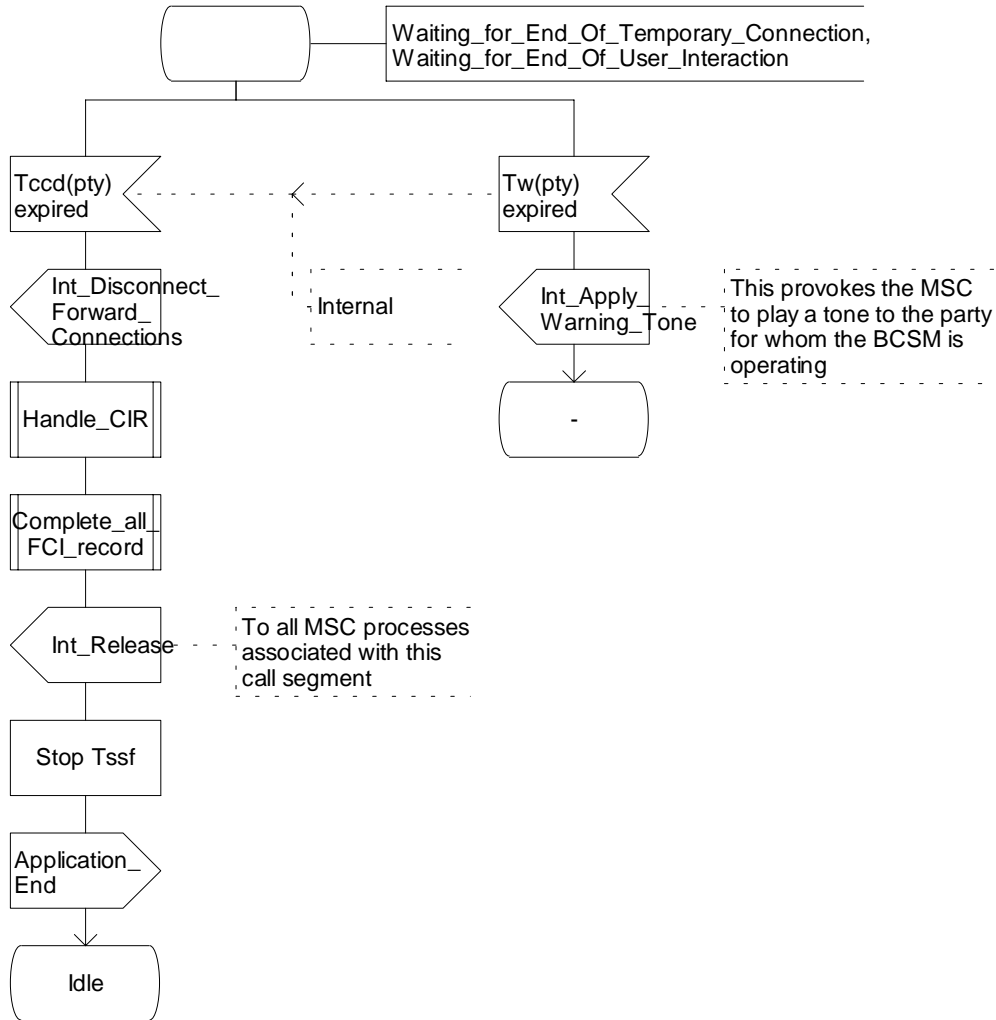 Waiting_for_End_Of_Temporary_Connection,
Waiting_for_End_Of_User_Interaction
Tccd(pty)
expired
Tw(pty)
expired
Int_Disconnect_
Forward_
Connections
Internal
Int_Apply_
Warning_Tone
This provokes the MSC
to play a tone to the party
for whom the BCSM is
operating
Handle_CIR
-
Complete_all_
FCI_record
Int_Release
To all MSC processes
associated with this
call segment
Stop Tssf
Application_
End
Idle